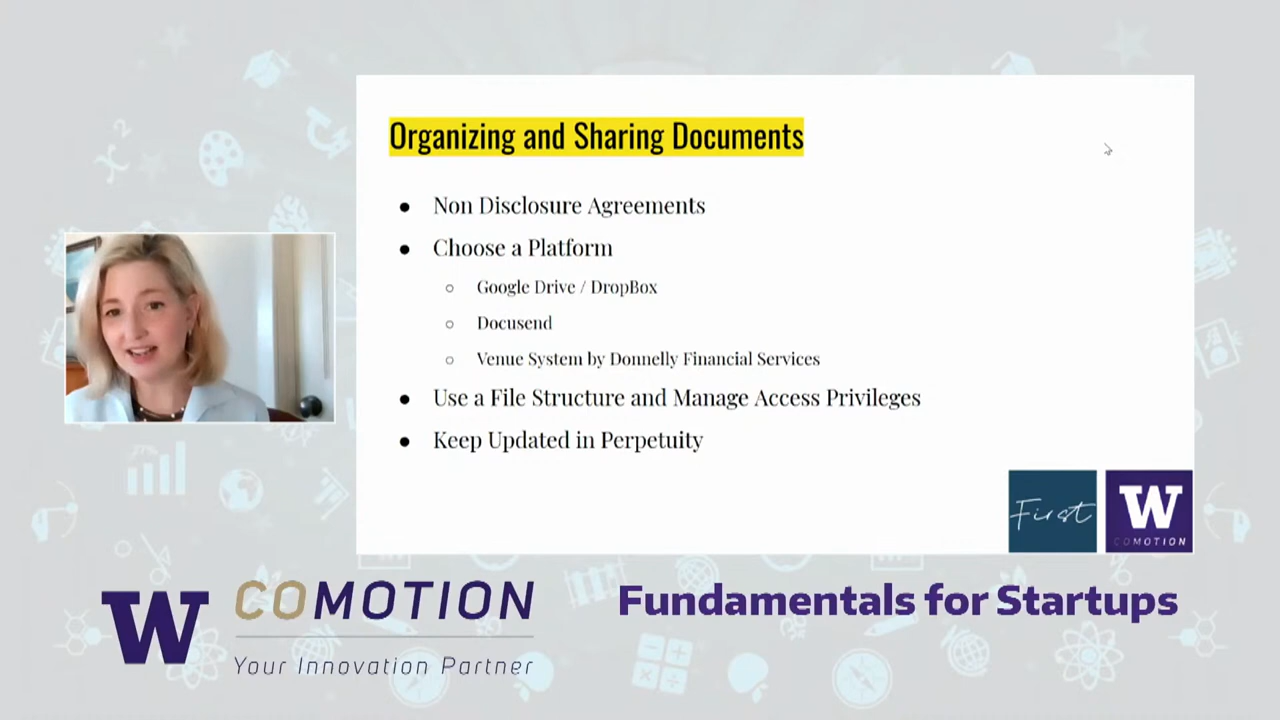 Organizing and Sharing Documents
● Non Disclosure Agreements
● Choose a Platform
○ Google Drive / DropBox
○ Docusend
○ Venue System by Donnelly Financial Services
● Use a File Structure and Manage Access Privileges
● Keep Updated in Perpetuity
First
W
COMOTION
W
COMOTION
Your Innovation Partner
Fundamentals for Startups